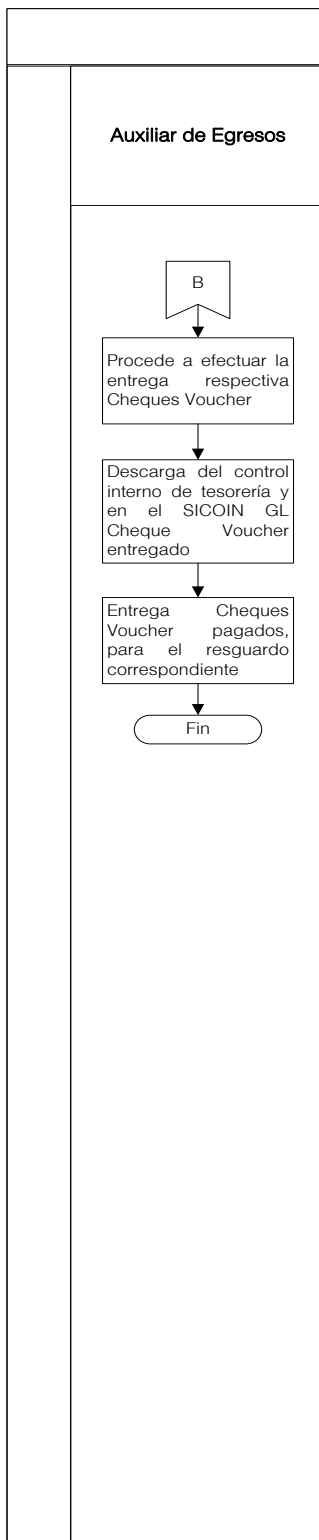 Auxiliar de Egresos
B
Procede a efectuar la
entrega respectiva
Cheques Voucher
Descarga del control
interno de tesorería y
en el SICOIN GL
Cheque Voucher
entregado
Entrega Cheques
Voucher pagados,
para el resguardo
correspondiente
Fin